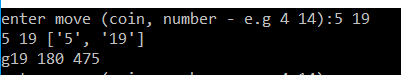 enter move (coin, number - e.g 4 14):5 19
5 19 ['5', '19']
g19 180 475